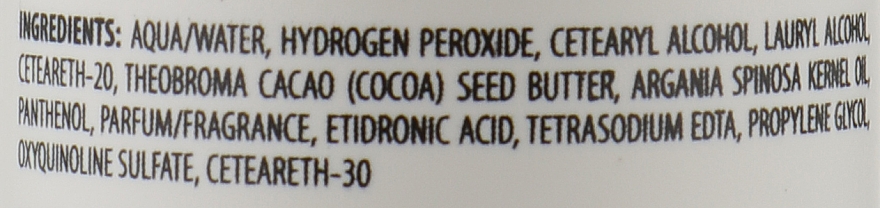 INGREDIENTS: AQUA/WATER, HYDROGEN PEROXIDE, CETEARYL ALCOHOL, LAURYL ALCOHOL,
CETEARETH-20, THEOBROMA CACAO (COCOA) SEED BUTTER, ARGANIA SPINOSA KERNEL OIL,
PANTHENOL, PARFUM/FRAGRANCE, ETIDRONIC ACID, TETRASODIUM EDTA, PROPYLENE GLYCOL,
OXYQUINOLINE SULFATE, CETEARETH-30